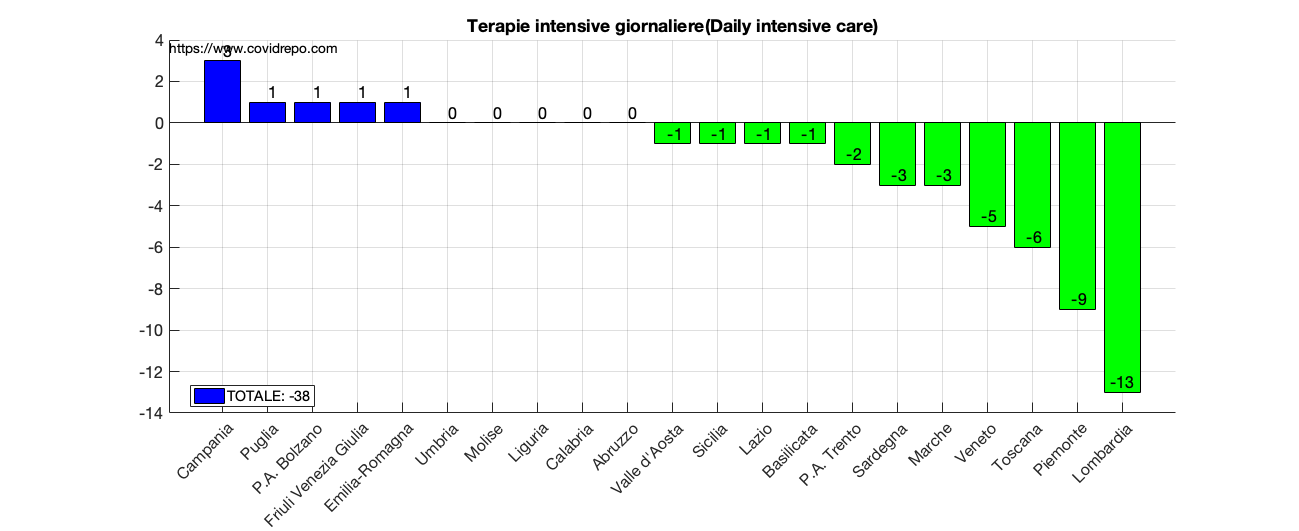 Terapie intensive giornaliere(Daily intensive care)
https://www.covidrepo.com
4
2
0
-2
-4
-6
-8
-10
-12
-14
3
1
1
1
1
0
0
0
0
0
-1
-1
-1
-1
-2
-3
-3
-5
-6
-9
-13
TOTALE: -38
Campania
Puglia
P.A. Bolzano
Friuli Venezia Giulia
Emilia-Romagna
Umbria
Molise
Liguria
Calabria
Abruzzo
Valle d'Aosta
Sicilia
Lazio
Basilicata
P.A. Trento
Sardegna
Marche
Veneto
Toscana
Piemonte
Lombardia